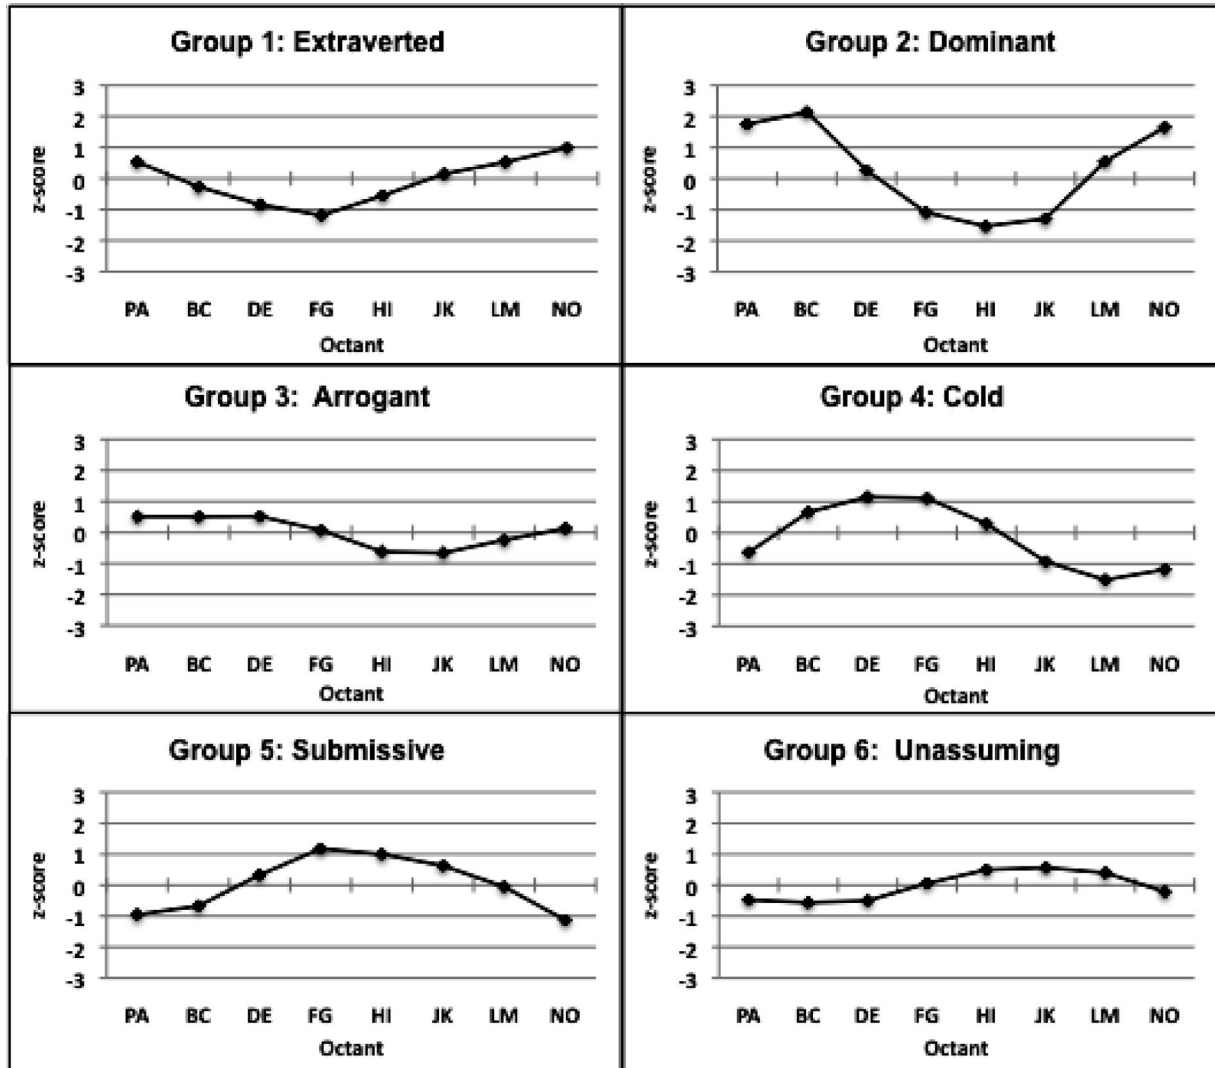 Group 1: Extraverted
3
2
1
0
-1
-2
-3
z-score
PA BC DE FG HI JK LM NO
Octant
Group 2: Dominant
3
2
1
0
-1
-2
-3
z-score
PA BC DE FG HI JK LM NO
Octant
Group 3: Arrogant
3
2
1
0
-1
-2
-3
z-score
PA BC DE FG HI JK LM NO
Octant
Group 4: Cold
3
2
1
0
-1
-2
-3
z-score
PA BC DE FG HI JK LM NO
Octant
Group 5: Submissive
3
2
1
0
-1
-2
-3
z-score
PA BC DE FG HI JK LM NO
Octant
Group 6: Unassuming
3
2
1
0
-1
-2
-3
z-score
PA BC DE FG HI JK LM NO
Octant